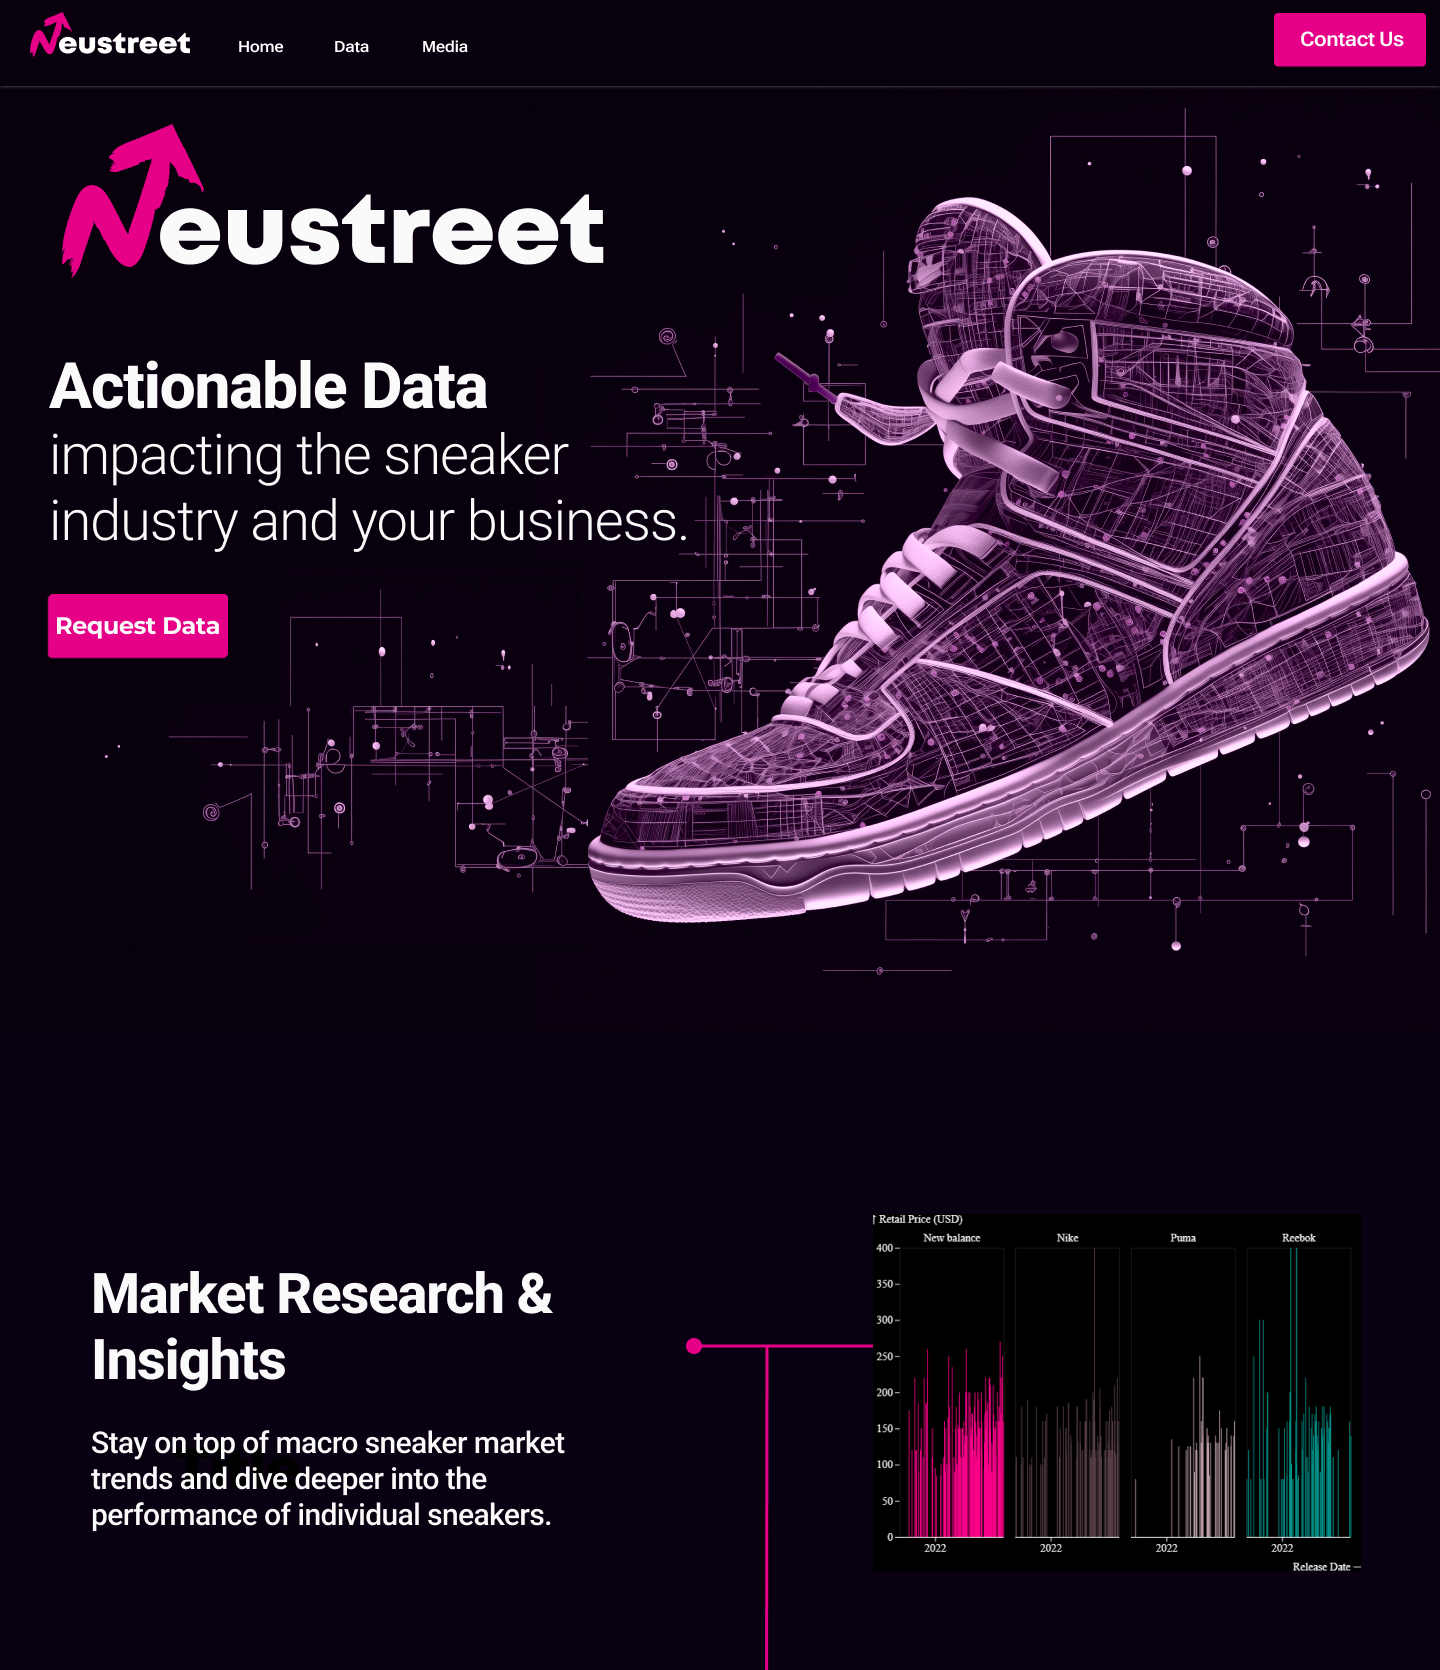 Neustreet
Home
Data
Media
Contact Us
Neustreet
Actionable Data
impacting the sneaker
industry and your business.
Request Data
Market Research &
Insights
Stay on top of macro sneaker market
trends and dive deeper into the
performance of individual sneakers.
↑ Retail Price (USD)
New balance
Nike
Puma
Reebok
400
350
300
250
200
150
100
50
0
2022
2022
2022
2022
Release Date